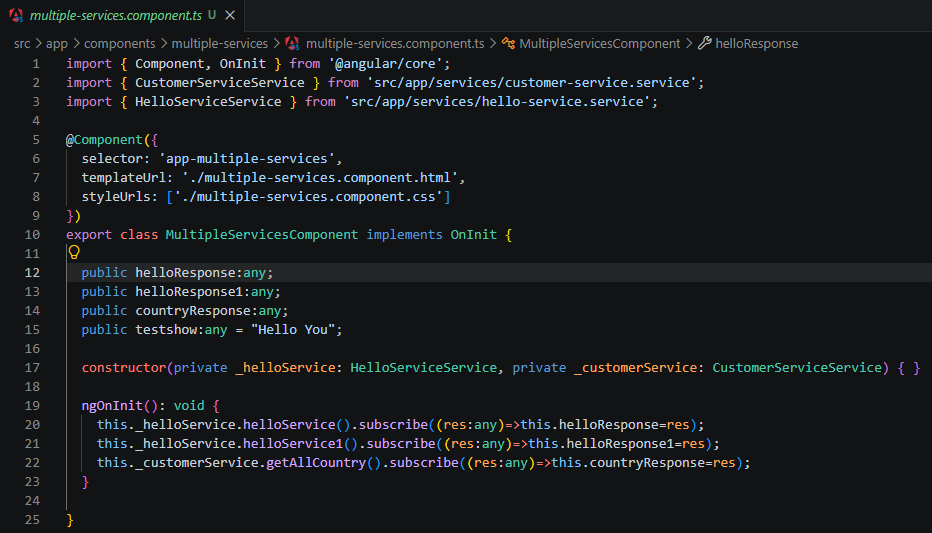 multiple-services.component.ts U
src > app > components > multiple-services > multiple-services.component.ts > MultipleServicesComponent > helloResponse
1 import { Component, OnInit } from '@angular/core';
2 import { CustomerServiceService } from 'src/app/services/customer-service.service';
3 import { HelloServiceService } from 'src/app/services/hello-service.service';
4
5 @Component({
6   selector: 'app-multiple-services',
7   templateUrl: './multiple-services.component.html',
8   styleUrls: ['./multiple-services.component.css']
9 })
10 export class MultipleServicesComponent implements OnInit {
11
12   public helloResponse:any;
13   public helloResponse1:any;
14   public countryResponse:any;
15   public testshow:any = "Hello You";
16
17   constructor(private _helloService: HelloServiceService, private _customerService: CustomerServiceService) { }
18
19   ngOnInit(): void {
20     this._helloService.helloService().subscribe((res:any)=>this.helloResponse=res);
21     this._helloService.helloService1().subscribe((res:any)=>this.helloResponse1=res);
22     this._customerService.getAllCountry().subscribe((res:any)=>this.countryResponse=res);
23   }
24
25 }